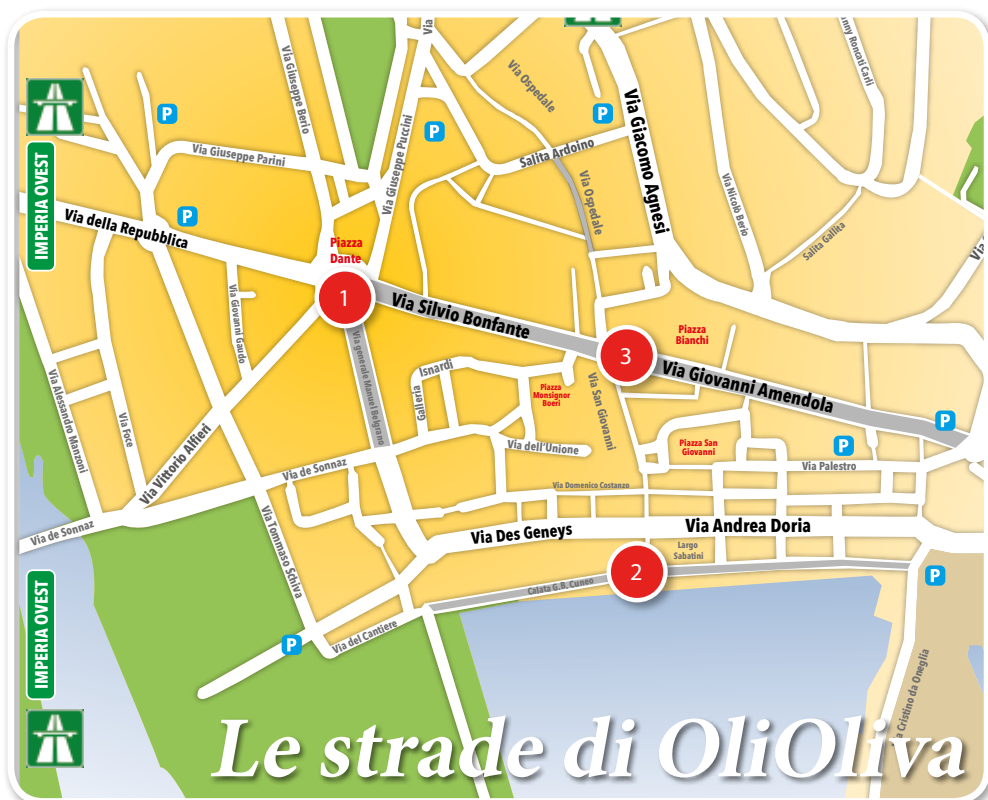 Via
Via Giuseppe Berio
Via Ospedale
P
P
P
Via Giacomo Agnesi
Via Giuseppe Puccini
Via Giuseppe Parini
Salita Ardoino
IMPERIA OVEST
Via Ospedale
Via Nicolò Berio
Via della Repubblica
P
Salita Gallita
Piazza
Dante
1
Via Silvio Bonfante
Via Giovanni Gaudo
Via generale Manuel Belgrano
3
Piazza
Bianchi
Via Giovanni Amendola
Isnardi
Galleria
Piazza
Monsignor
Boeri
Via San Giovanni
Via Alessandro Manzoni
Via Foce
Via Vittorio Alfieri
Via dell'Unione
Piazza San
Giovanni
P
P
Via de Sonnaz
Via Palestro
Via Domenico Costanzo
Via de Sonnaz
Via Tommaso Schiva
Via Des Geneys
Via Andrea Doria
Largo
Sabatini
2
Calata G.B. Cuneo
P
IMPERIA OVEST
P
Via del Cantiere
Cristino da Oneglia
Le strade di OliOliva